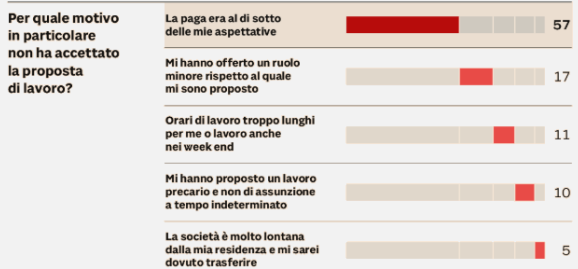 Per quale motivo
in particolare
non ha accettato
la proposta
di lavoro?
La paga era al di sotto
delle mie aspettative
57
Mi hanno offerto un ruolo
minore rispetto al quale
mi sono proposto
17
Orari di lavoro troppo lunghi
per me o lavoro anche
nei week end
11
Mi hanno proposto un lavoro
precario e non di assunzione
a tempo indeterminato
10
La società è molto lontana
dalla mia residenza e mi sarei
dovuto trasferire
5